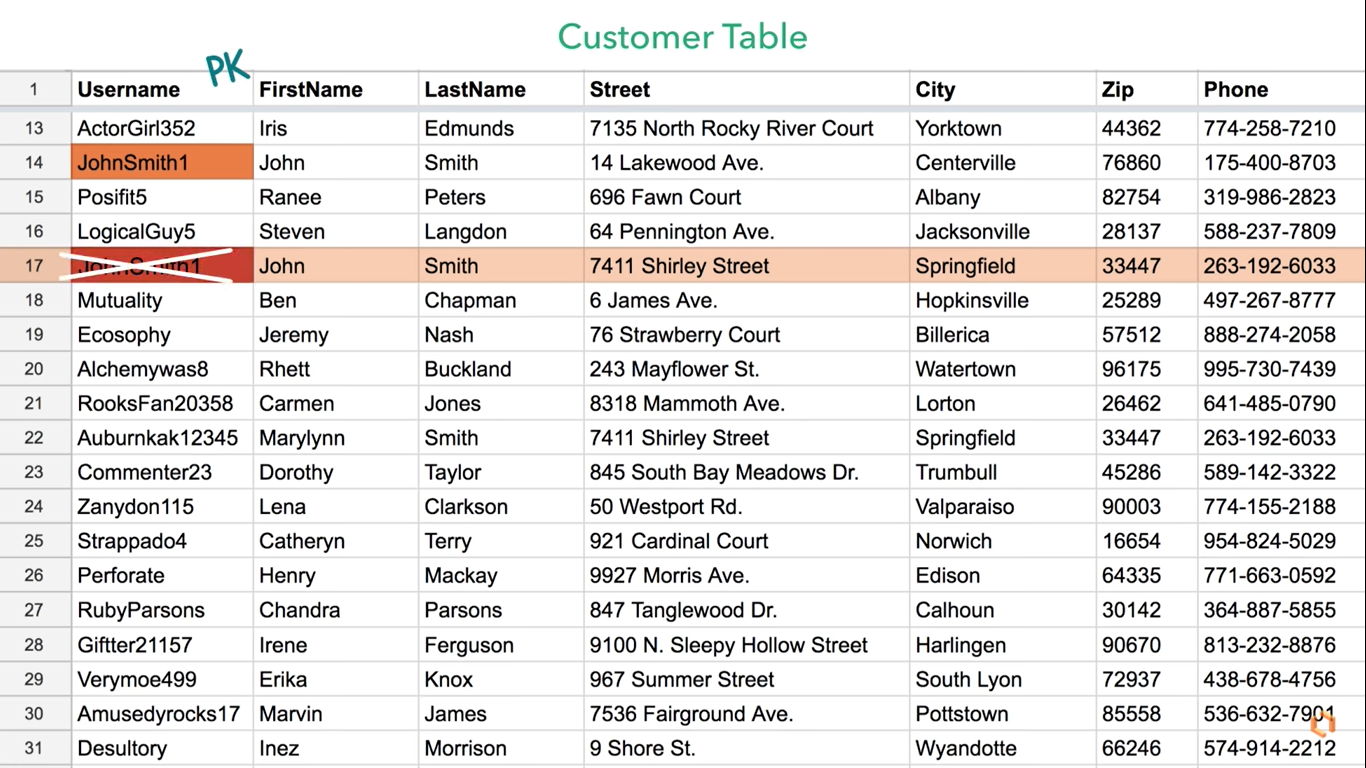 Customer Table
PK
1 Username FirstName LastName Street City Zip Phone
13 ActorGirl352 Iris Edmunds 7135 North Rocky River Court Yorktown 44362 774-258-7210
14 JohnSmith1 John Smith 14 Lakewood Ave. Centerville 76860 175-400-8703
15 Posifit5 Ranee Peters 696 Fawn Court Albany 82754 319-986-2823
16 LogicalGuy5 Steven Langdon 64 Pennington Ave. Jacksonville 28137 588-237-7809
17 JohnSmith1 John Smith 7411 Shirley Street Springfield 33447 263-192-6033
18 Mutuality Ben Chapman 6 James Ave. Hopkinsville 25289 497-267-8777
19 Ecosophy Jeremy Nash 76 Strawberry Court Billerica 57512 888-274-2058
20 Alchemywas8 Rhett Buckland 243 Mayflower St. Watertown 96175 995-730-7439
21 RooksFan20358 Carmen Jones 8318 Mammoth Ave. Lorton 26462 641-485-0790
22 Auburnkak12345 Marylynn Smith 7411 Shirley Street Springfield 33447 263-192-6033
23 Commenter23 Dorothy Taylor 845 South Bay Meadows Dr. Trumbull 45286 589-142-3322
24 Zanydon115 Lena Clarkson 50 Westport Rd. Valparaiso 90003 774-155-2188
25 Strappado4 Catheryn Terry 921 Cardinal Court Norwich 16654 954-824-5029
26 Perforate Henry Mackay 9927 Morris Ave. Edison 64335 771-663-0592
27 RubyParsons Chandra Parsons 847 Tanglewood Dr. Calhoun 30142 364-887-5855
28 Giftter21157 Irene Ferguson 9100 N. Sleepy Hollow Street Harlingen 90670 813-232-8876
29 Verymoe499 Erika Knox 967 Summer Street South Lyon 72937 438-678-4756
30 Amusedyrocks17 Marvin James 7536 Fairground Ave. Pottstown 85558 536-632-7901
31 Desultory Inez Morrison 9 Shore St. Wyandotte 66246 574-914-2212